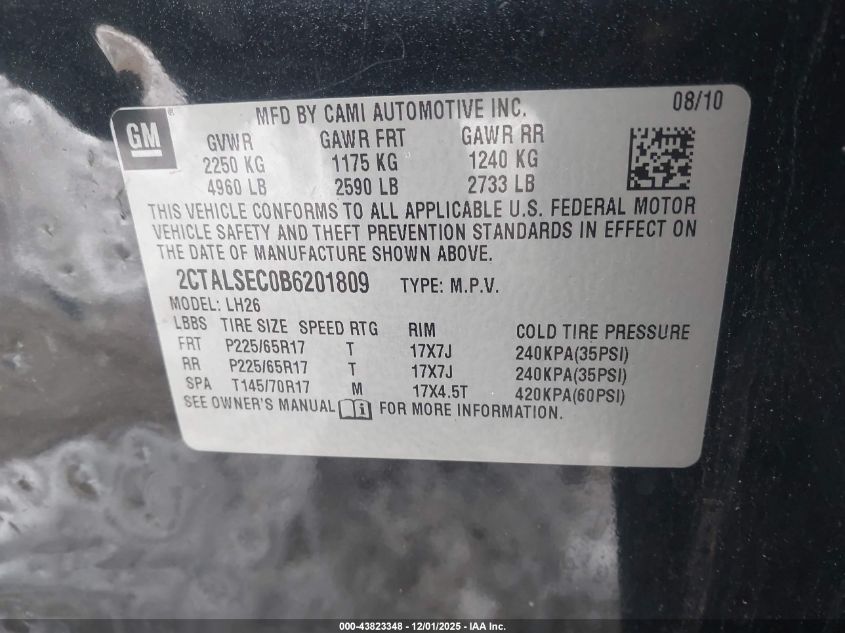 GM
MFD BY CAMI AUTOMOTIVE INC. 08/10
GVWR GAWR FRT GAWR RR
2250 KG 1175 KG 1240 KG
4960 LB 2590 LB 2733 LB
THIS VEHICLE CONFORMS TO ALL APPLICABLE U.S. FEDERAL MOTOR
VEHICLE SAFETY AND THEFT PREVENTION STANDARDS IN EFFECT ON
THE DATE OF MANUFACTURE SHOWN ABOVE.
2CTALSEC0B6201809 TYPE: M.P.V.
MODEL: LH26
LBBS TIRE SIZE SPEED RTG RIM COLD TIRE PRESSURE
FRT P225/65R17 T 17X7J 240KPA(35PSI)
RR P225/65R17 T 17X7J 240KPA(35PSI)
SPA T145/70R17 M 17X4.5T 420KPA(60PSI)
SEE OWNER'S MANUAL FOR MORE INFORMATION.
000-43823348 - 12/01/2025 - IAA Inc.